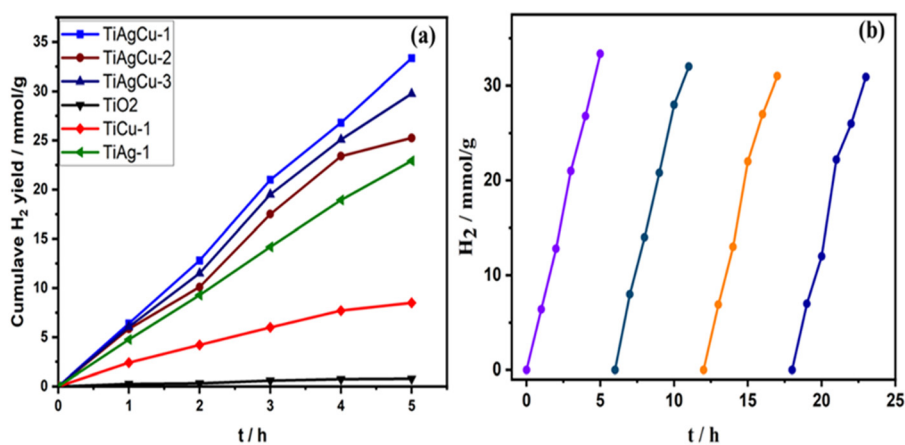 TiAgCu-1
TiAgCu-2
TiAgCu-3
TiO2
TiCu-1
TiAg-1
(a)
Cumulave H2 yield / mmol/g
35
30
25
20
15
10
5
0
0 1 2 3 4 5
t / h
(b)
H2 / mmol/g
30
20
10
0
0 5 10 15 20 25
t / h